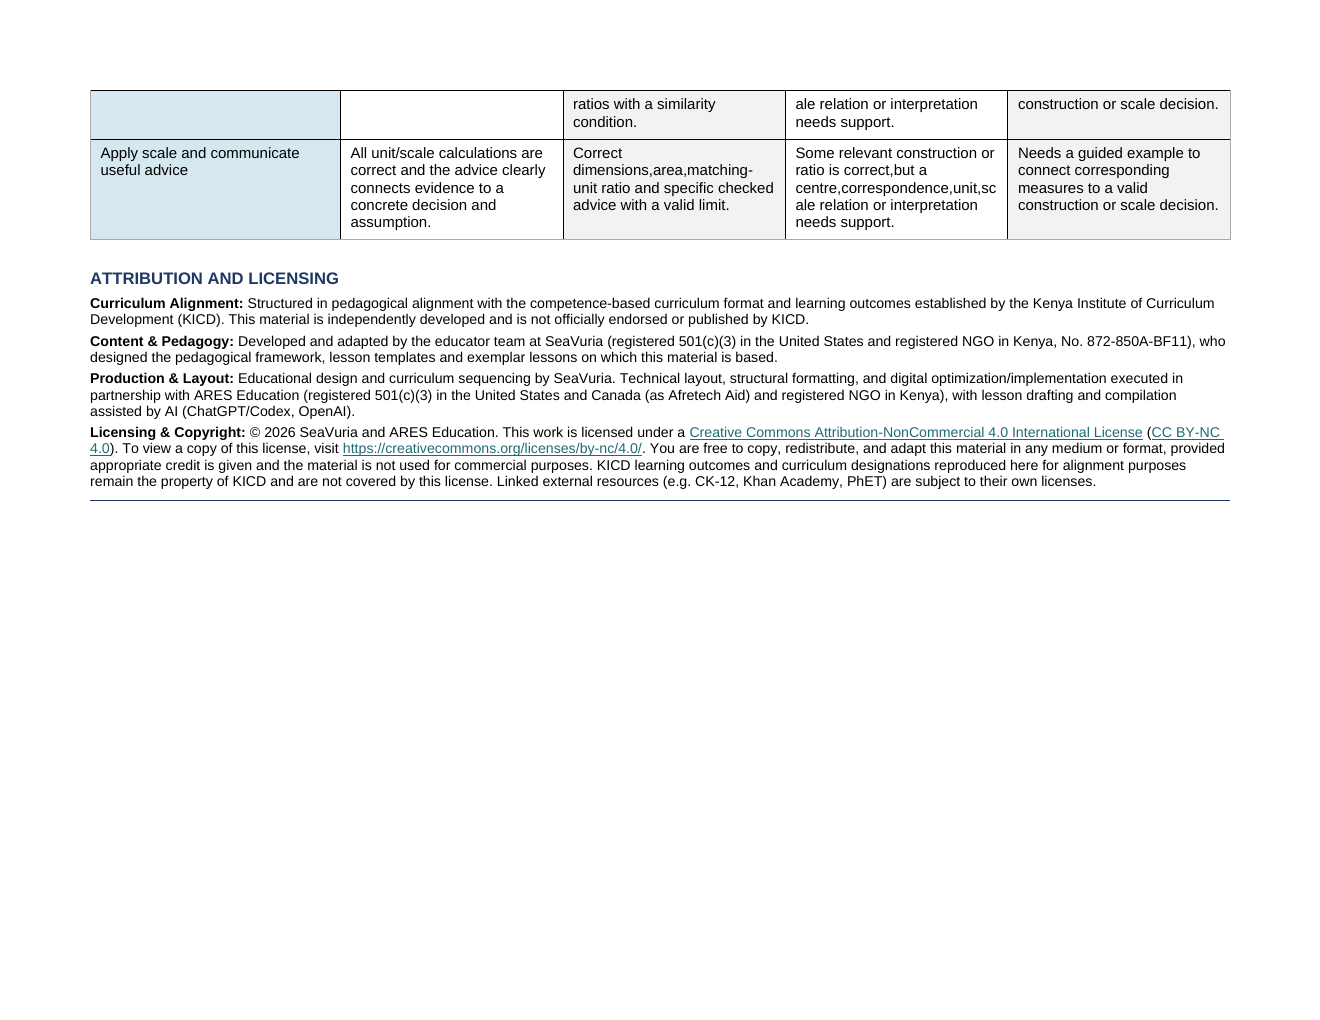 ratios with a similarity
condition.
ale relation or interpretation
needs support.
construction or scale decision.
Apply scale and communicate
useful advice
All unit/scale calculations are
correct and the advice clearly
connects evidence to a
concrete decision and
assumption.
Correct
dimensions,area,matching-
unit ratio and specific checked
advice with a valid limit.
Some relevant construction or
ratio is correct,but a
centre,correspondence,unit,sc
ale relation or interpretation
needs support.
Needs a guided example to
connect corresponding
measures to a valid
construction or scale decision.
ATTRIBUTION AND LICENSING
Curriculum Alignment: Structured in pedagogical alignment with the competence-based curriculum format and learning outcomes established by the Kenya Institute of Curriculum
Development (KICD). This material is independently developed and is not officially endorsed or published by KICD.
Content & Pedagogy: Developed and adapted by the educator team at SeaVuria (registered 501(c)(3) in the United States and registered NGO in Kenya, No. 872-850A-BF11), who
designed the pedagogical framework, lesson templates and exemplar lessons on which this material is based.
Production & Layout: Educational design and curriculum sequencing by SeaVuria. Technical layout, structural formatting, and digital optimization/implementation executed in
partnership with ARES Education (registered 501(c)(3) in the United States and Canada (as Afretech Aid) and registered NGO in Kenya), with lesson drafting and compilation
assisted by AI (ChatGPT/Codex, OpenAI).
Licensing & Copyright: © 2026 SeaVuria and ARES Education. This work is licensed under a Creative Commons Attribution-NonCommercial 4.0 International License (CC BY-NC
4.0). To view a copy of this license, visit https://creativecommons.org/licenses/by-nc/4.0/. You are free to copy, redistribute, and adapt this material in any medium or format, provided
appropriate credit is given and the material is not used for commercial purposes. KICD learning outcomes and curriculum designations reproduced here for alignment purposes
remain the property of KICD and are not covered by this license. Linked external resources (e.g. CK-12, Khan Academy, PhET) are subject to their own licenses.